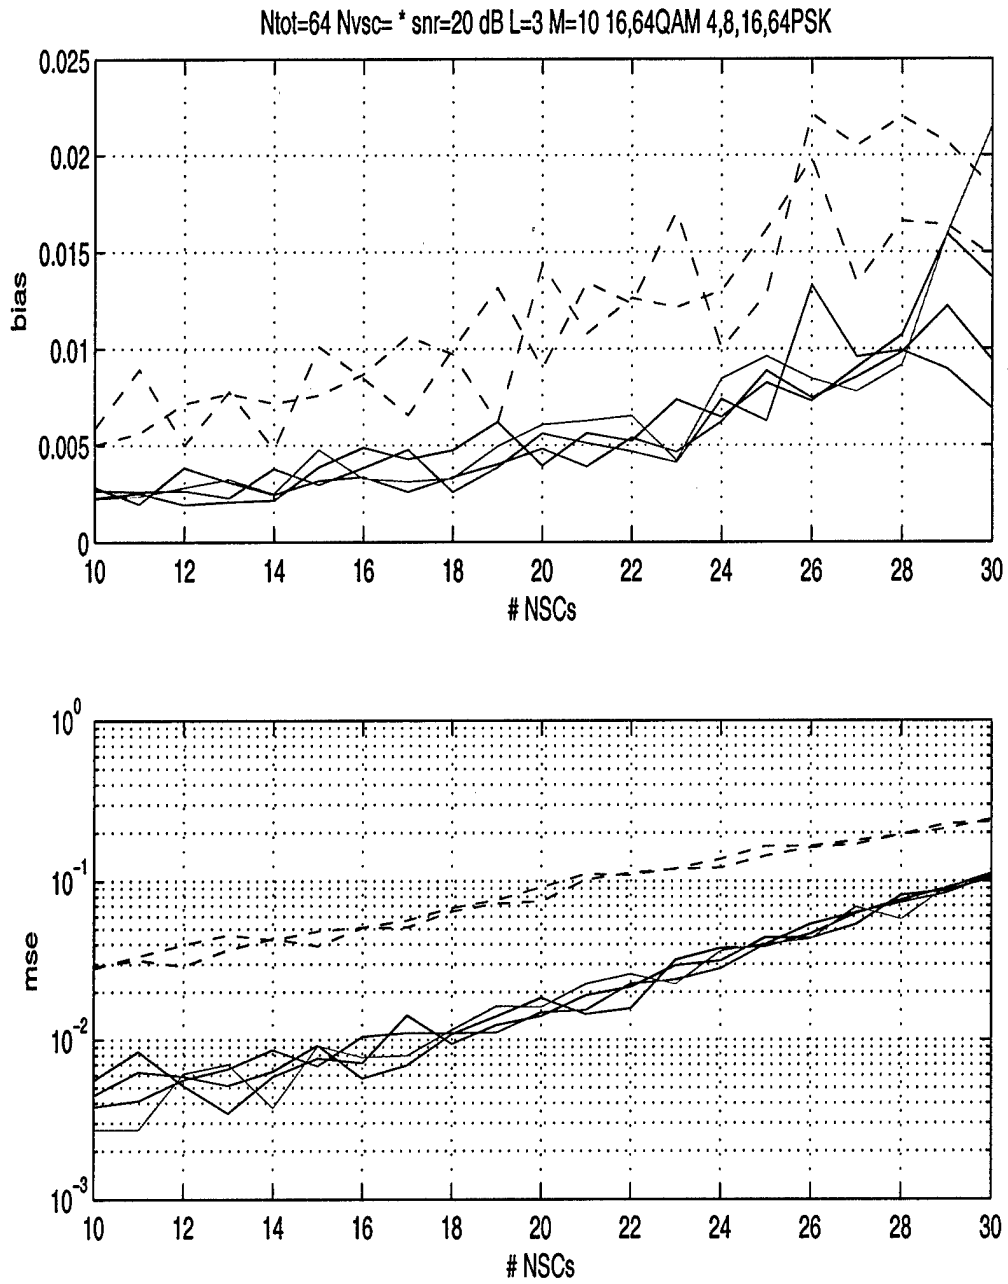 Ntot=64 Nvsc= * snr=20 dB L=3 M=10 16,64QAM 4,8,16,64PSK
0.025
0.02
0.015
0.01
0.005
0
bias
10 12 14 16 18 20 22 24 26 28 30
# NSCs
10^0
10^-1
10^-2
10^-3
mse
10 12 14 16 18 20 22 24 26 28 30
# NSCs